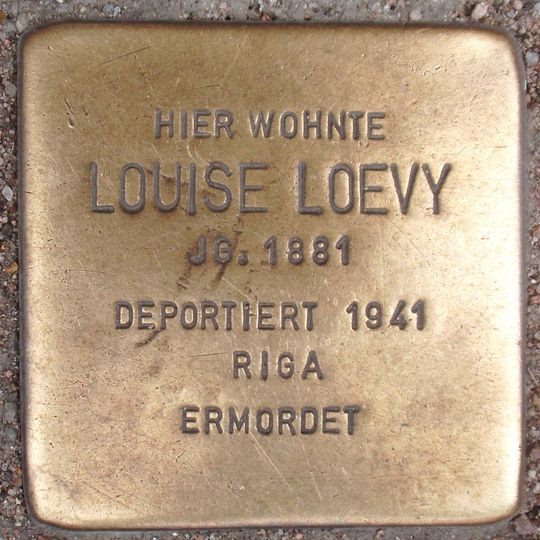 HIER WOHNTE
LOUISE LOEVY
JG. 1881
DEPORTIERT 1941
RIGA
ERMORDET